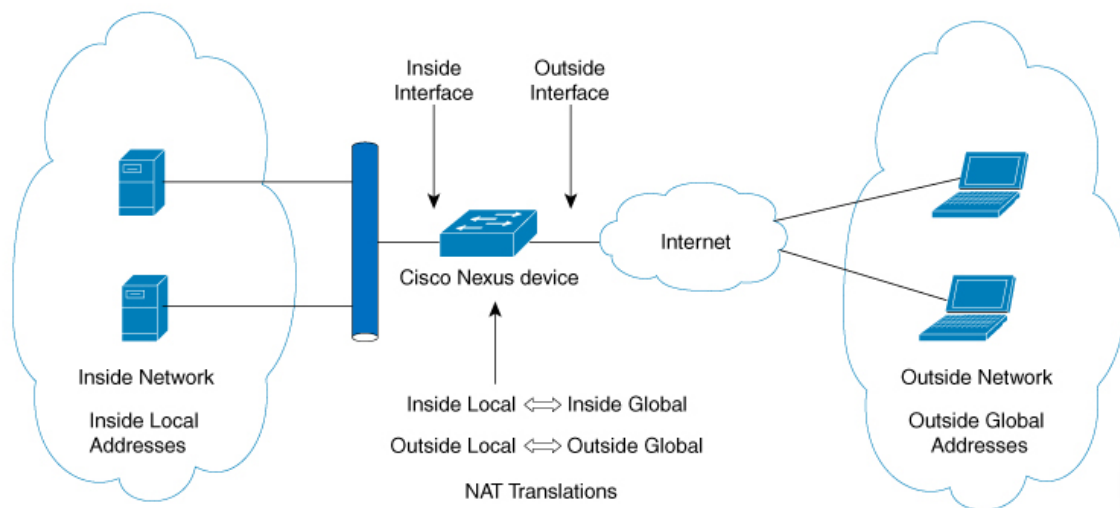 Inside
Interface
Outside
Interface
Internet
Cisco Nexus device
Inside Network
Inside Local
Addresses
Outside Network
Outside Global
Addresses
Inside Local ⇔ Inside Global
Outside Local ⇔ Outside Global
NAT Translations